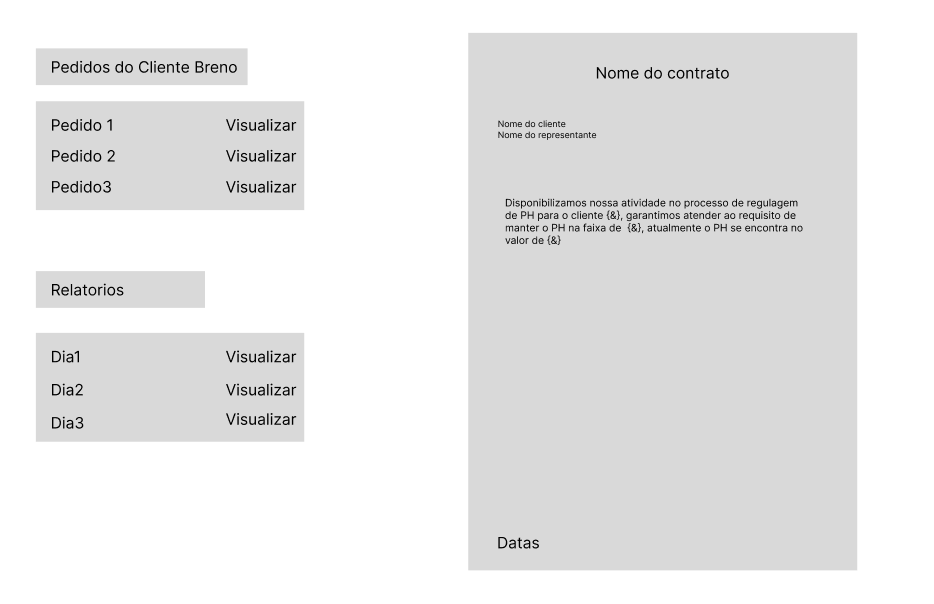 Pedidos do Cliente Breno
Pedido 1 Visualizar
Pedido 2 Visualizar
Pedido3 Visualizar
Relatorios
Dia1 Visualizar
Dia2 Visualizar
Dia3 Visualizar
Nome do contrato
Nome do cliente
Nome do representante
Disponibilizamos nossa atividade no processo de regulagem
de PH para o cliente {&}, garantimos atender ao requisito de
manter o PH na faixa de {&}, atualmente o PH se encontra no
valor de {&}
Datas